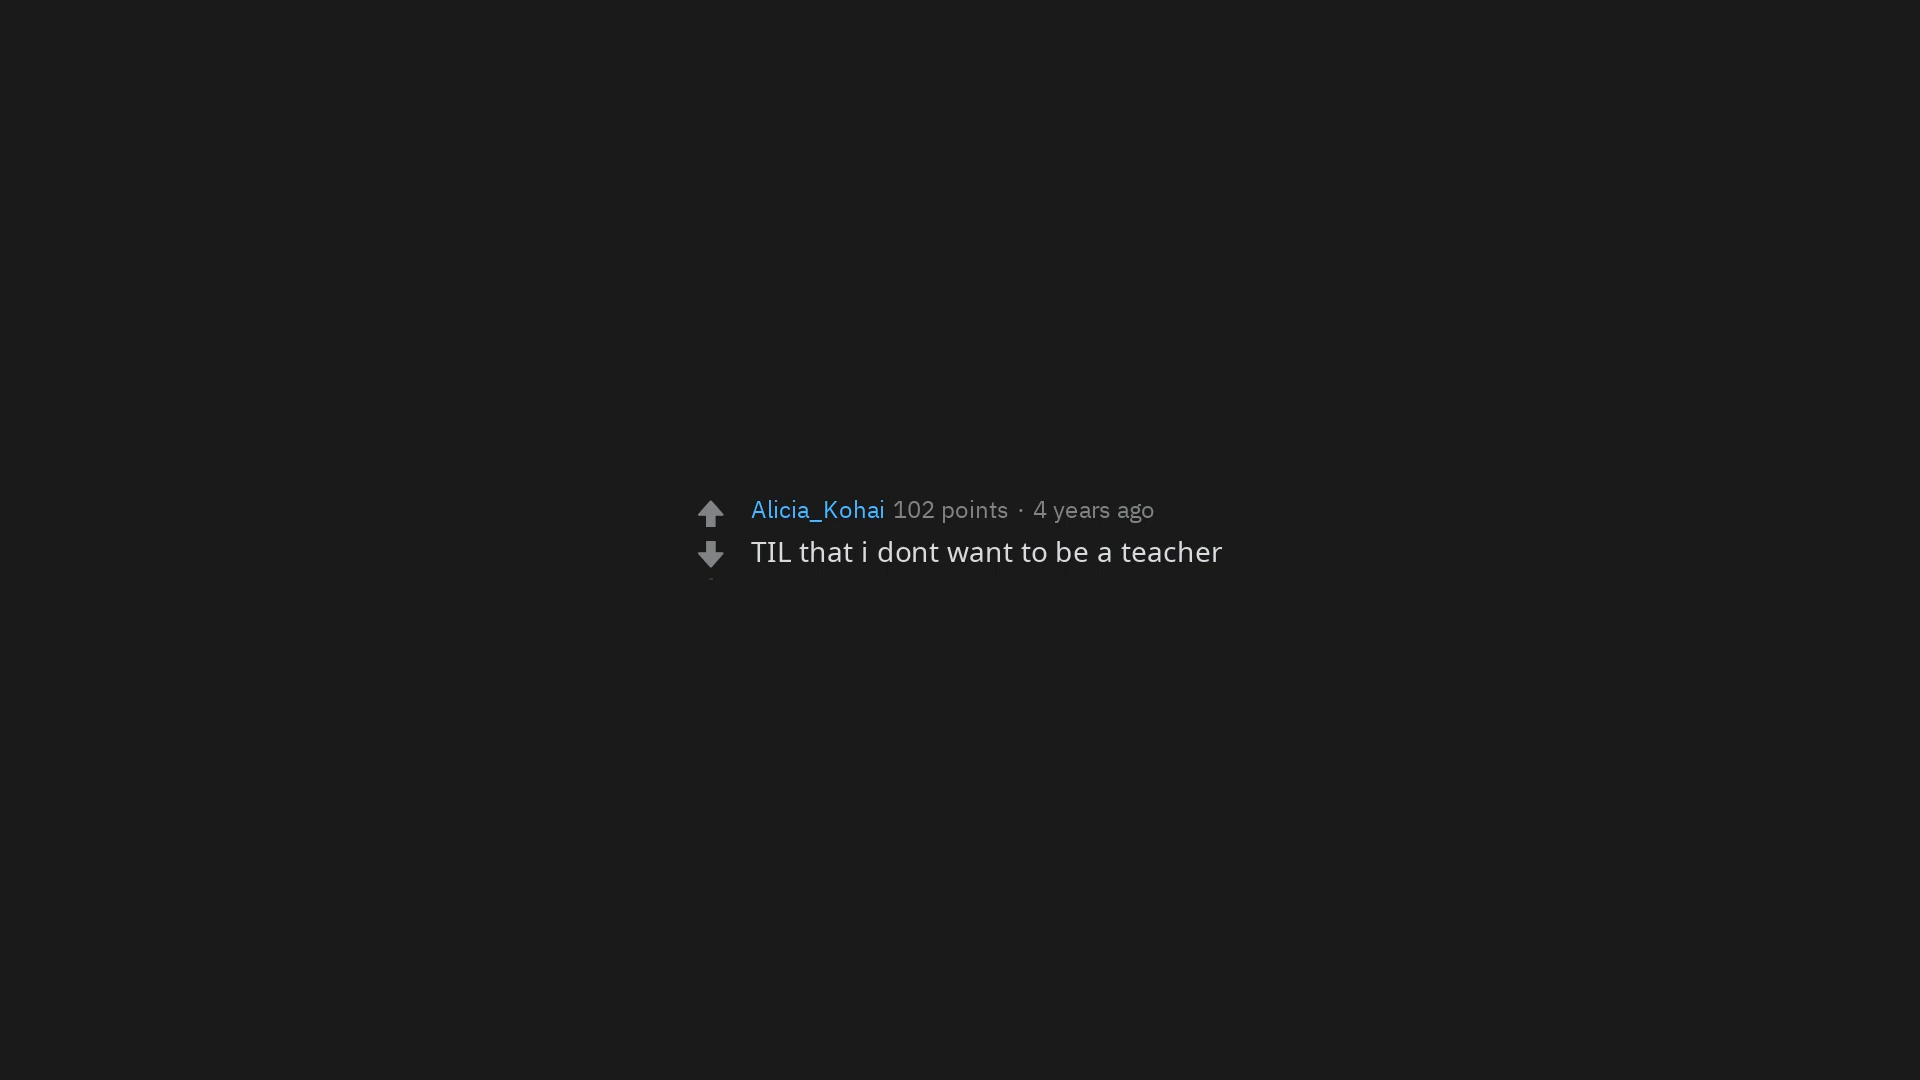 Alicia_Kohai 102 points · 4 years ago
TIL that i dont want to be a teacher